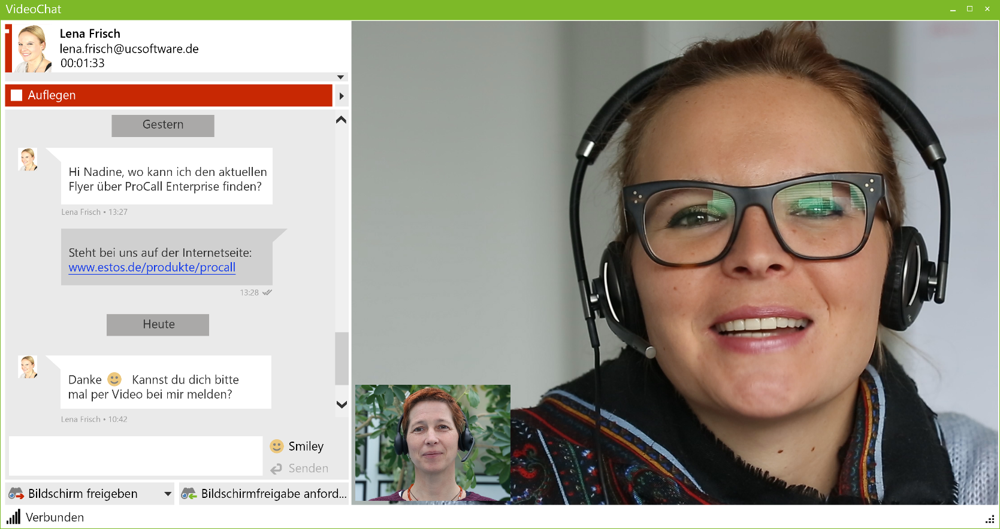 VideoChat
Lena Frisch
lena.frisch@ucsoftware.de
00:01:33
Auflegen
Gestern
Hi Nadine, wo kann ich den aktuellen
Flyer über ProCall Enterprise finden?
Lena Frisch • 13:27
Steht bei uns auf der Internetseite:
www.estos.de/produkte/procall
13:28
Heute
Danke 🙂 Kannst du dich bitte
mal per Video bei mir melden?
Lena Frisch • 10:42
Smiley
Senden
Bildschirm freigeben
Bildschirmfreigabe anford...
Verbunden